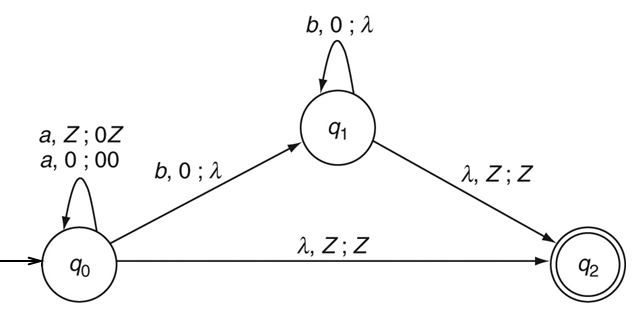 b, 0 ; λ
q1
a, Z ; 0Z
a, 0 ; 00
b, 0 ; λ
λ, Z ; Z
λ, Z ; Z
q0
q2